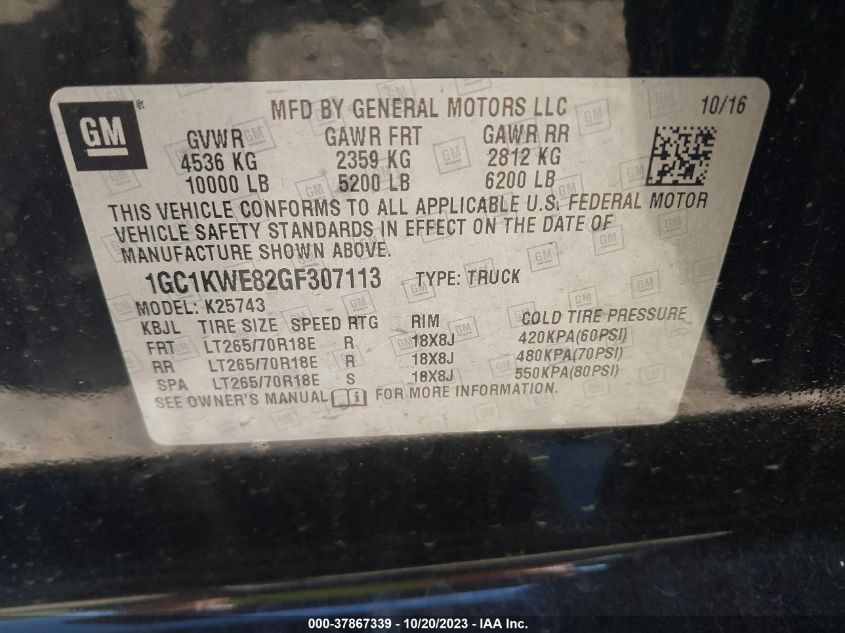 GM ® MFD BY GENERAL MOTORS LLC 10/16
GVWR GAWR FRT GAWR RR
4536 KG 2359 KG 2812 KG
10000 LB 5200 LB 6200 LB
THIS VEHICLE CONFORMS TO ALL APPLICABLE U.S. FEDERAL MOTOR
VEHICLE SAFETY STANDARDS IN EFFECT ON THE DATE OF
MANUFACTURE SHOWN ABOVE.
1GC1KWE82GF307113 TYPE: TRUCK
MODEL: K25743
KBJL TIRE SIZE SPEED RTG RIM COLD TIRE PRESSURE
FRT LT265/70R18E R 18X8J 420KPA(60PSI)
RR LT265/70R18E R 18X8J 480KPA(70PSI)
SPA LT265/70R18E S 18X8J 550KPA(80PSI)
SEE OWNER'S MANUAL i FOR MORE INFORMATION.
000-37867339 - 10/20/2023 - IAA Inc.